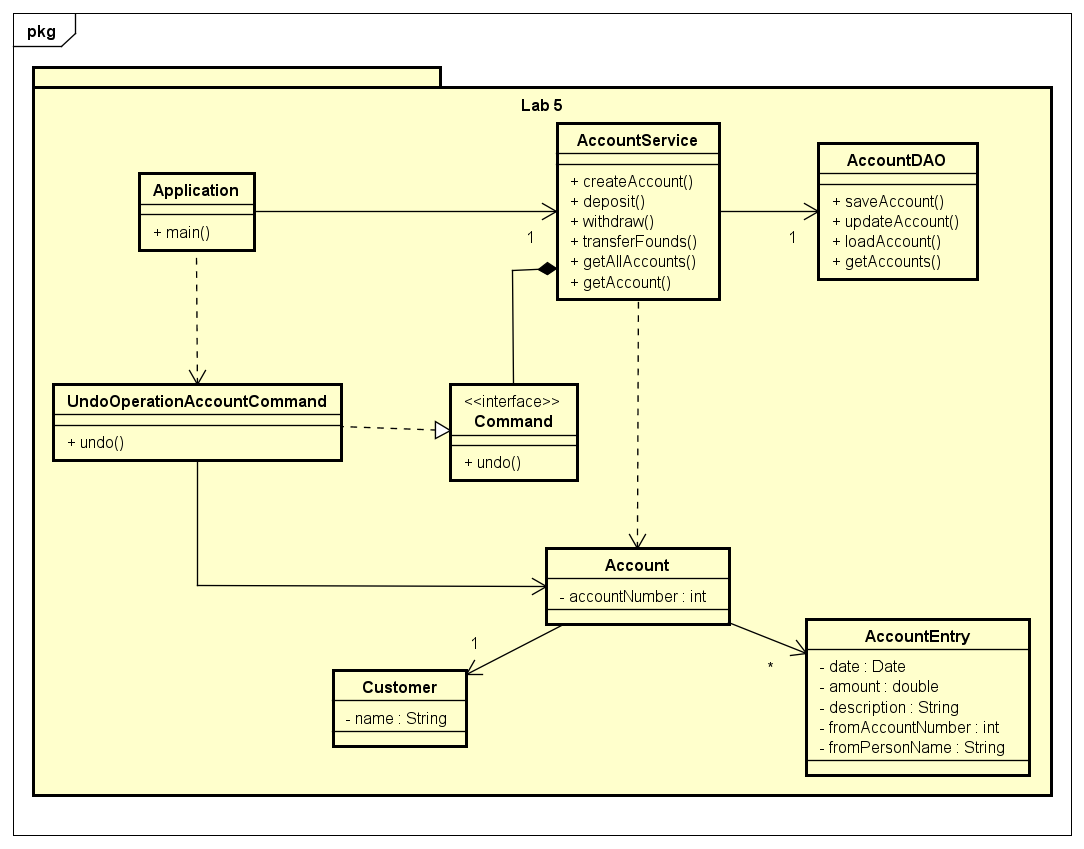 pkg
Lab 5
Application
+ main()
AccountService
+ createAccount()
+ deposit()
+ withdraw()
+ transferFounds()
+ getAllAccounts()
+ getAccount()
1
AccountDAO
+ saveAccount()
+ updateAccount()
+ loadAccount()
+ getAccounts()
1
UndoOperationAccountCommand
+ undo()
<<interface>>
Command
+ undo()
Account
- accountNumber : int
1
*
Customer
- name : String
AccountEntry
- date : Date
- amount : double
- description : String
- fromAccountNumber : int
- fromPersonName : String